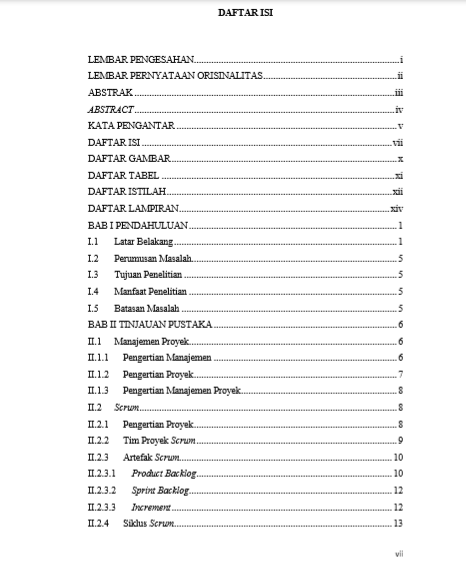 DAFTAR ISI
LEMBAR PENGESAHAN....................i
LEMBAR PERNYATAAN ORISINALITAS....................ii
ABSTRAK....................iii
ABSTRACT....................iv
KATA PENGANTAR....................v
DAFTAR ISI....................vii
DAFTAR GAMBAR....................x
DAFTAR TABEL....................xi
DAFTAR ISTILAH....................xii
DAFTAR LAMPIRAN....................xiv
BAB I PENDAHULUAN....................1
I.1 Latar Belakang....................1
I.2 Perumusan Masalah....................5
I.3 Tujuan Penelitian....................5
I.4 Manfaat Penelitian....................5
I.5 Batasan Masalah....................5
BAB II TINJAUAN PUSTAKA....................6
II.1 Manajemen Proyek....................6
II.1.1 Pengertian Manajemen....................6
II.1.2 Pengertian Proyek....................7
II.1.3 Pengertian Manajemen Proyek....................8
II.2 Scrum....................8
II.2.1 Pengertian Proyek....................8
II.2.2 Tim Proyek Scrum....................9
II.2.3 Artefak Scrum....................10
II.2.3.1 Product Backlog....................10
II.2.3.2 Sprint Backlog....................12
II.2.3.3 Increment....................12
II.2.4 Siklus Scrum....................13
vii